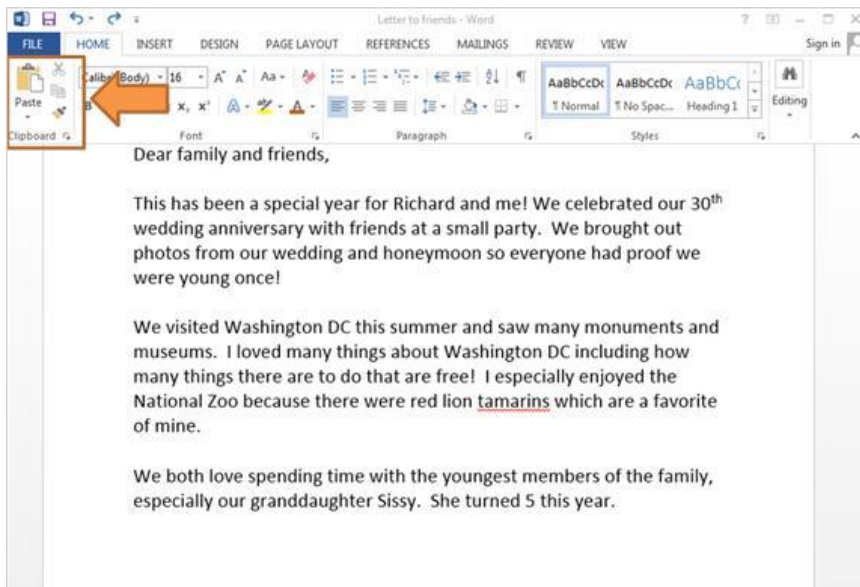 Letter to friends - Word
FILE HOME INSERT DESIGN PAGE LAYOUT REFERENCES MAILINGS REVIEW VIEW Sign in
16 Aa
Paste
AaBbCcDc AaBbCcDc AaBbC
¶ Normal ¶ No Spac... Heading 1
Editing
Clipboard Font Paragraph Styles
Dear family and friends,
This has been a special year for Richard and me! We celebrated our 30th
wedding anniversary with friends at a small party. We brought out
photos from our wedding and honeymoon so everyone had proof we
were young once!
We visited Washington DC this summer and saw many monuments and
museums. I loved many things about Washington DC including how
many things there are to do that are free! I especially enjoyed the
National Zoo because there were red lion tamarins which are a favorite
of mine.
We both love spending time with the youngest members of the family,
especially our granddaughter Sissy. She turned 5 this year.